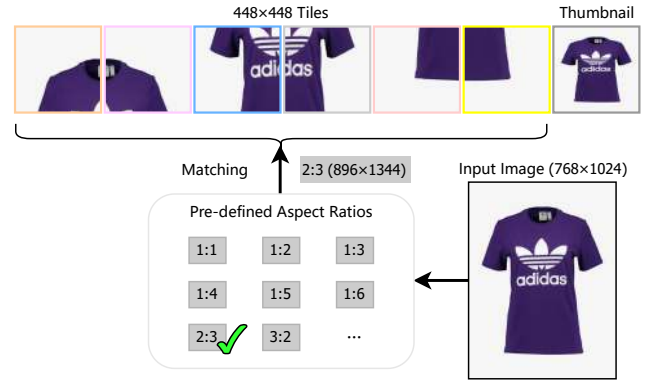 448×448 Tiles
Thumbnail
adidas
adidas
Matching
2:3 (896×1344)
Input Image (768×1024)
Pre-defined Aspect Ratios
1:1
1:2
1:3
1:4
1:5
1:6
2:3
3:2
...
adidas